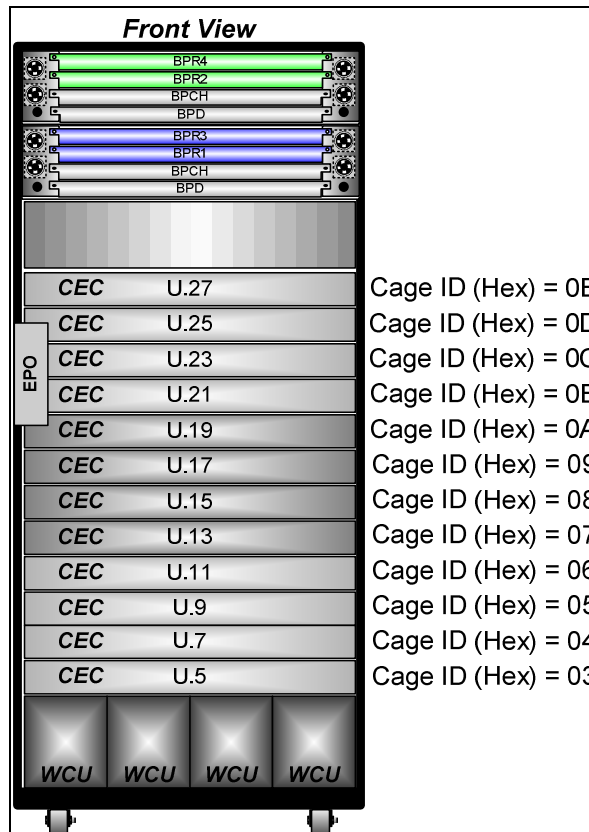 Front View
BPR4
BPR2
BPCH
BPD
BPR3
BPR1
BPCH
BPD
CEC U.27 Cage ID (Hex) = 0E
CEC U.25 Cage ID (Hex) = 0D
EPO
CEC U.23 Cage ID (Hex) = 0C
CEC U.21 Cage ID (Hex) = 0B
CEC U.19 Cage ID (Hex) = 0A
CEC U.17 Cage ID (Hex) = 09
CEC U.15 Cage ID (Hex) = 08
CEC U.13 Cage ID (Hex) = 07
CEC U.11 Cage ID (Hex) = 06
CEC U.9 Cage ID (Hex) = 05
CEC U.7 Cage ID (Hex) = 04
CEC U.5 Cage ID (Hex) = 03
WCU WCU WCU WCU